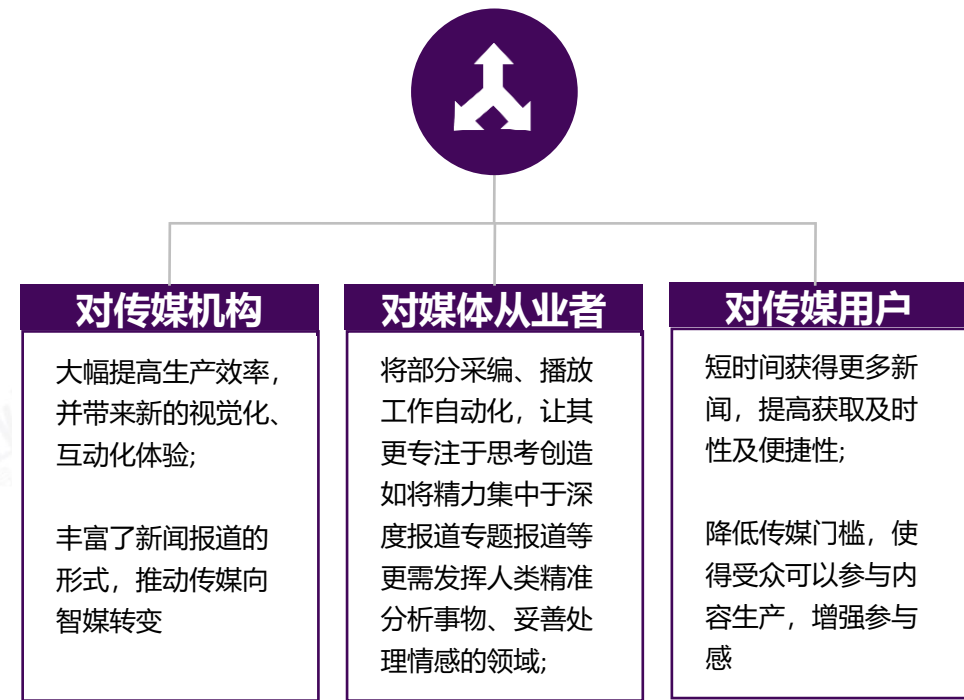 对传媒机构
大幅提高生产效率，
并带来新的视觉化、
互动化体验;
丰富了新闻报道的
形式，推动传媒向
智媒转变
对媒体从业者
将部分采编、播放
工作自动化，让其
更专注于思考创造
如将精力集中于深
度报道专题报道等
更需发挥人类精准
分析事物、妥善处
理情感的领域;
对传媒用户
短时间获得更多新
闻，提高获取及时
性及便捷性;
降低传媒门槛，使
得受众可以参与内
容生产，增强参与
感